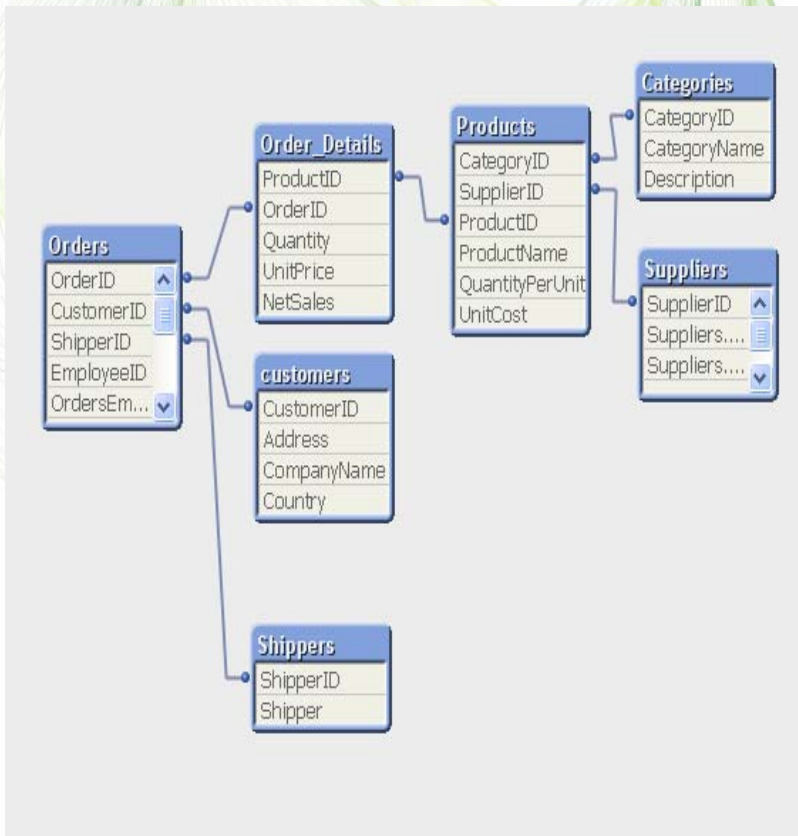 Orders
OrderID
CustomerID
ShipperID
EmployeeID
OrdersEm...
Order_Details
ProductID
OrderID
Quantity
UnitPrice
NetSales
customers
CustomerID
Address
CompanyName
Country
Shippers
ShipperID
Shipper
Products
CategoryID
SupplierID
ProductID
ProductName
QuantityPerUnit
UnitCost
Categories
CategoryID
CategoryName
Description
Suppliers
SupplierID
Suppliers....
Suppliers....